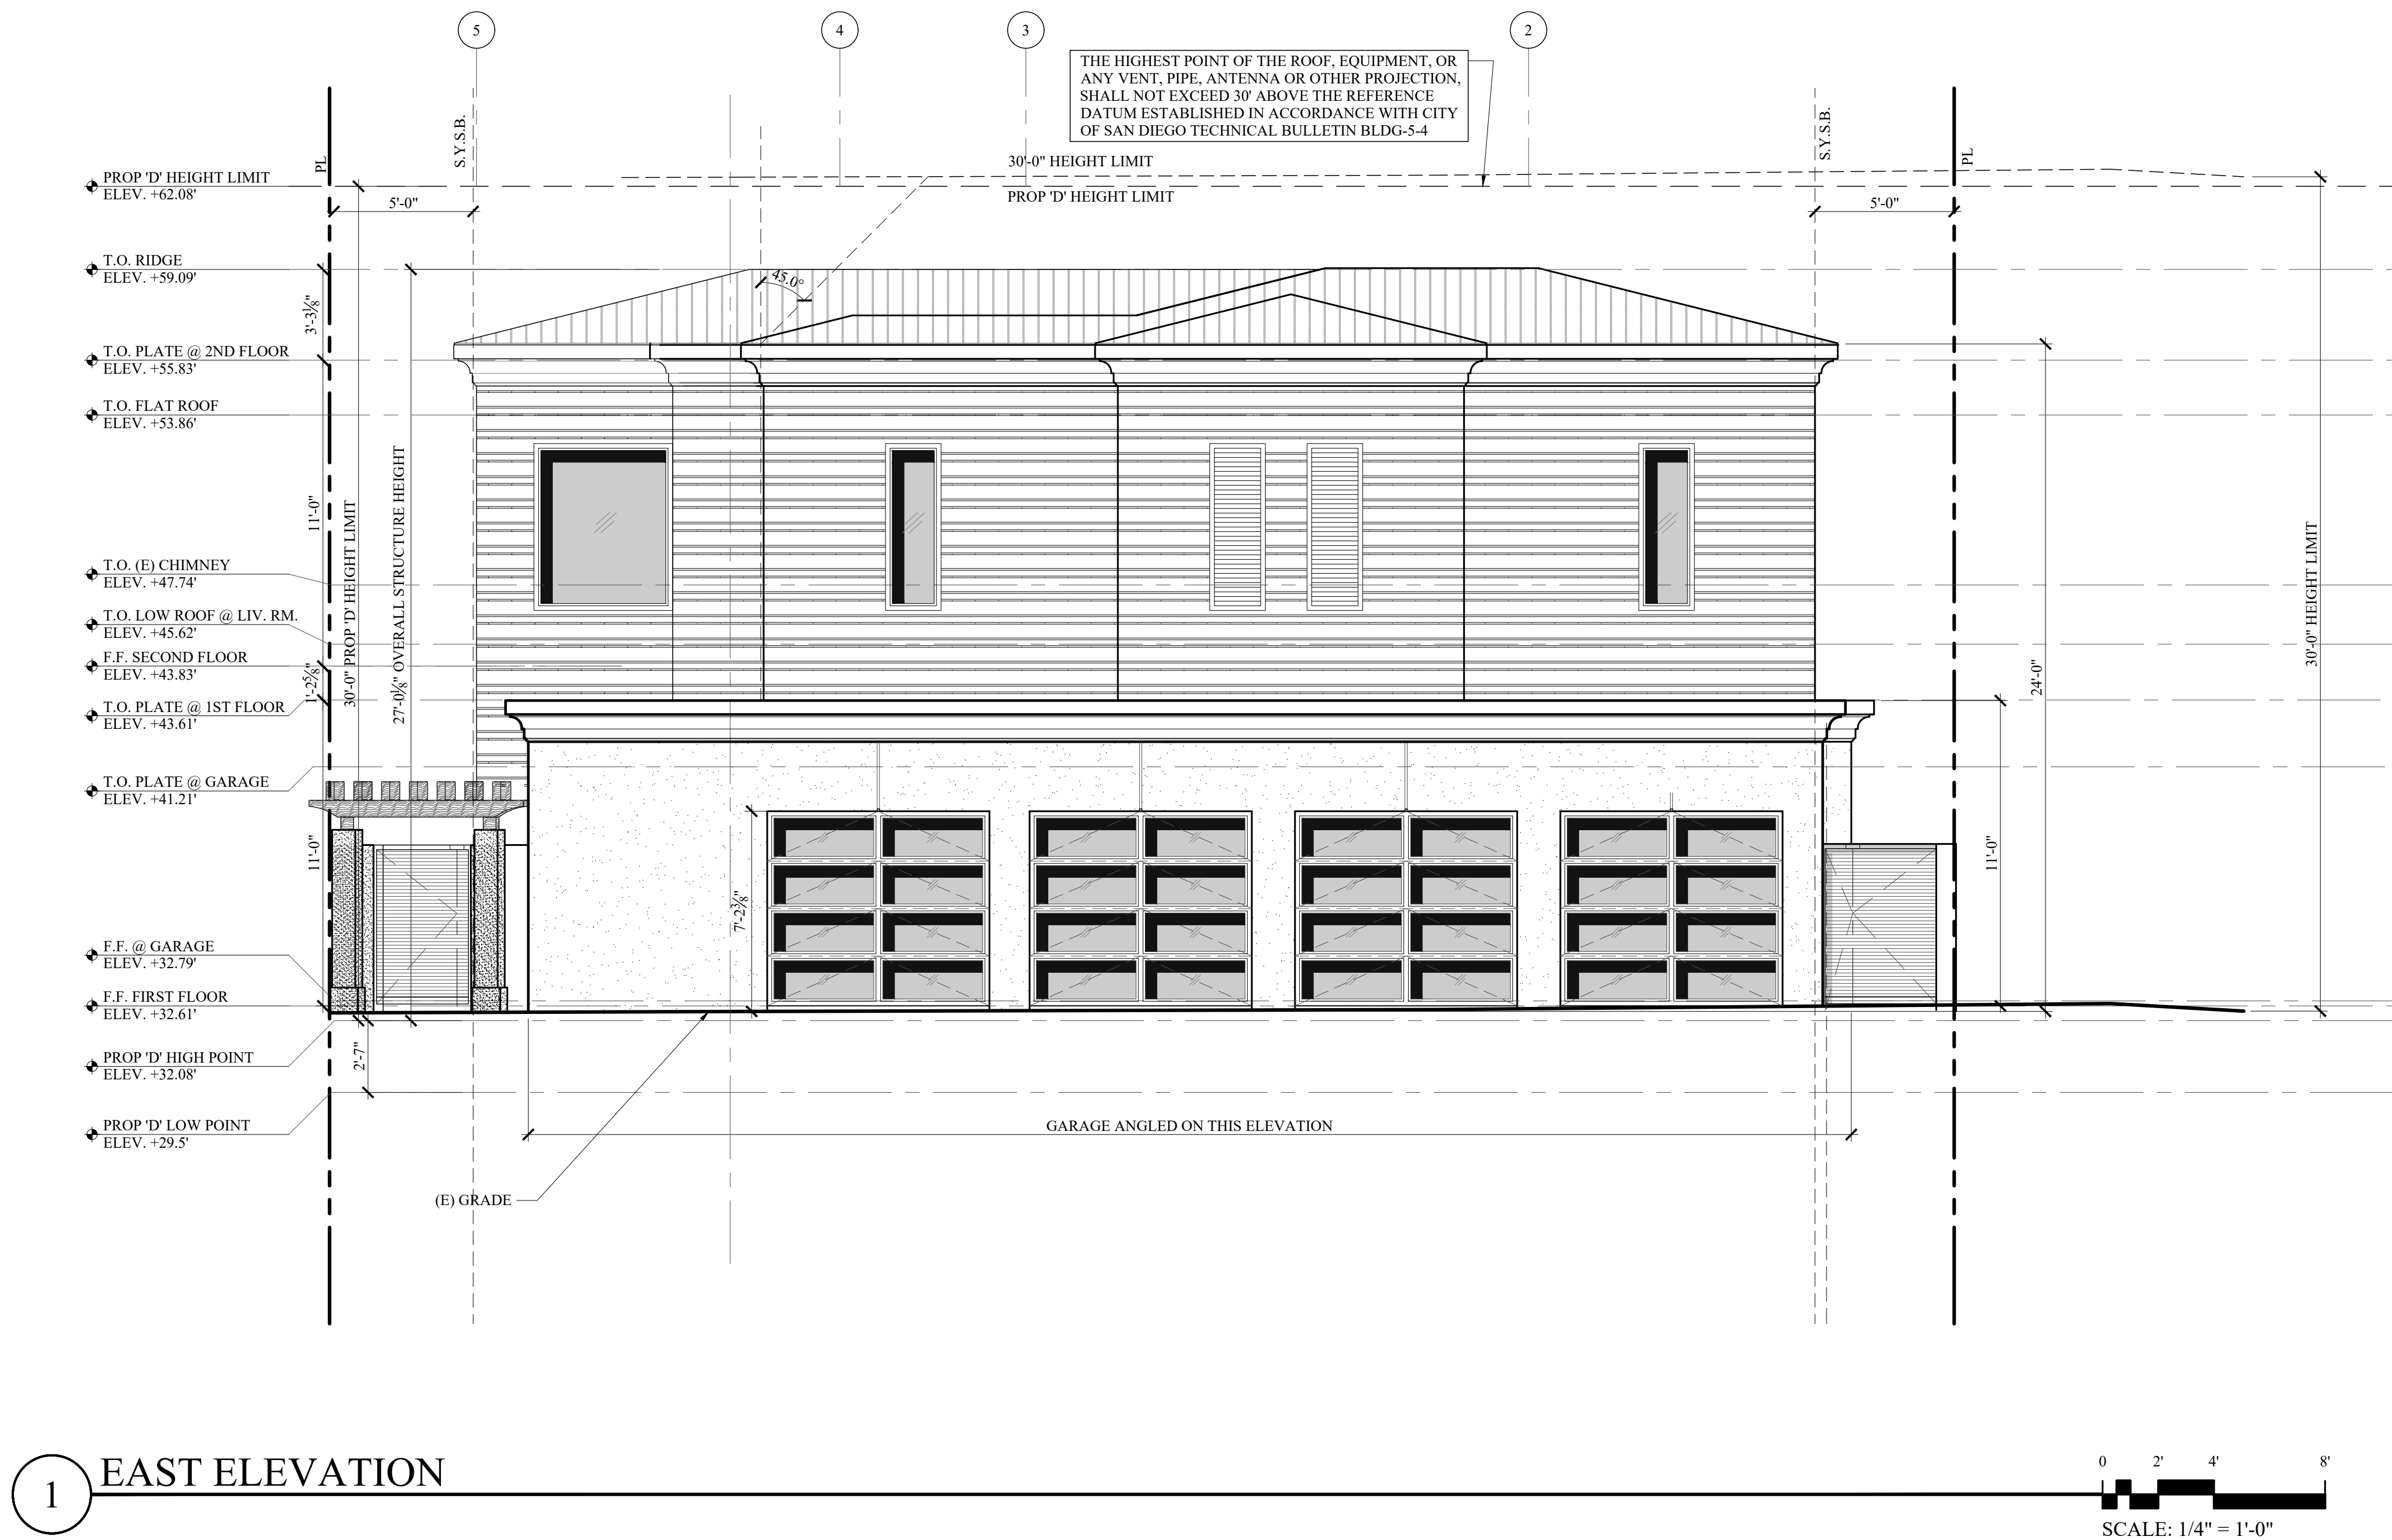 5
4
3
2
THE HIGHEST POINT OF THE ROOF, EQUIPMENT, OR
ANY VENT, PIPE, ANTENNA OR OTHER PROJECTION,
SHALL NOT EXCEED 30' ABOVE THE REFERENCE
DATUM ESTABLISHED IN ACCORDANCE WITH CITY
OF SAN DIEGO TECHNICAL BULLETIN BLDG-5-4
PL
S.Y.S.B.
S.Y.S.B.
PL
30'-0" HEIGHT LIMIT
PROP 'D' HEIGHT LIMIT
PROP 'D' HEIGHT LIMIT
ELEV. +62.08'
5'-0"
5'-0"
T.O. RIDGE
ELEV. +59.09'
45.0°
3'-3⅛"
T.O. PLATE @ 2ND FLOOR
ELEV. +55.83'
T.O. FLAT ROOF
ELEV. +53.86'
11'-0"
30'-0" PROP 'D' HEIGHT LIMIT
27'-0⅛" OVERALL STRUCTURE HEIGHT
30'-0" HEIGHT LIMIT
24'-0"
T.O. (E) CHIMNEY
ELEV. +47.74'
T.O. LOW ROOF @ LIV. RM.
ELEV. +45.62'
F.F. SECOND FLOOR
ELEV. +43.83'
1'-2⅝"
T.O. PLATE @ 1ST FLOOR
ELEV. +43.61'
T.O. PLATE @ GARAGE
ELEV. +41.21'
11'-0"
11'-0"
7'-2⅜"
F.F. @ GARAGE
ELEV. +32.79'
F.F. FIRST FLOOR
ELEV. +32.61'
PROP 'D' HIGH POINT
ELEV. +32.08'
2'-7"
PROP 'D' LOW POINT
ELEV. +29.5'
GARAGE ANGLED ON THIS ELEVATION
(E) GRADE
1
EAST ELEVATION
0 2' 4' 8'
SCALE: 1/4" = 1'-0"